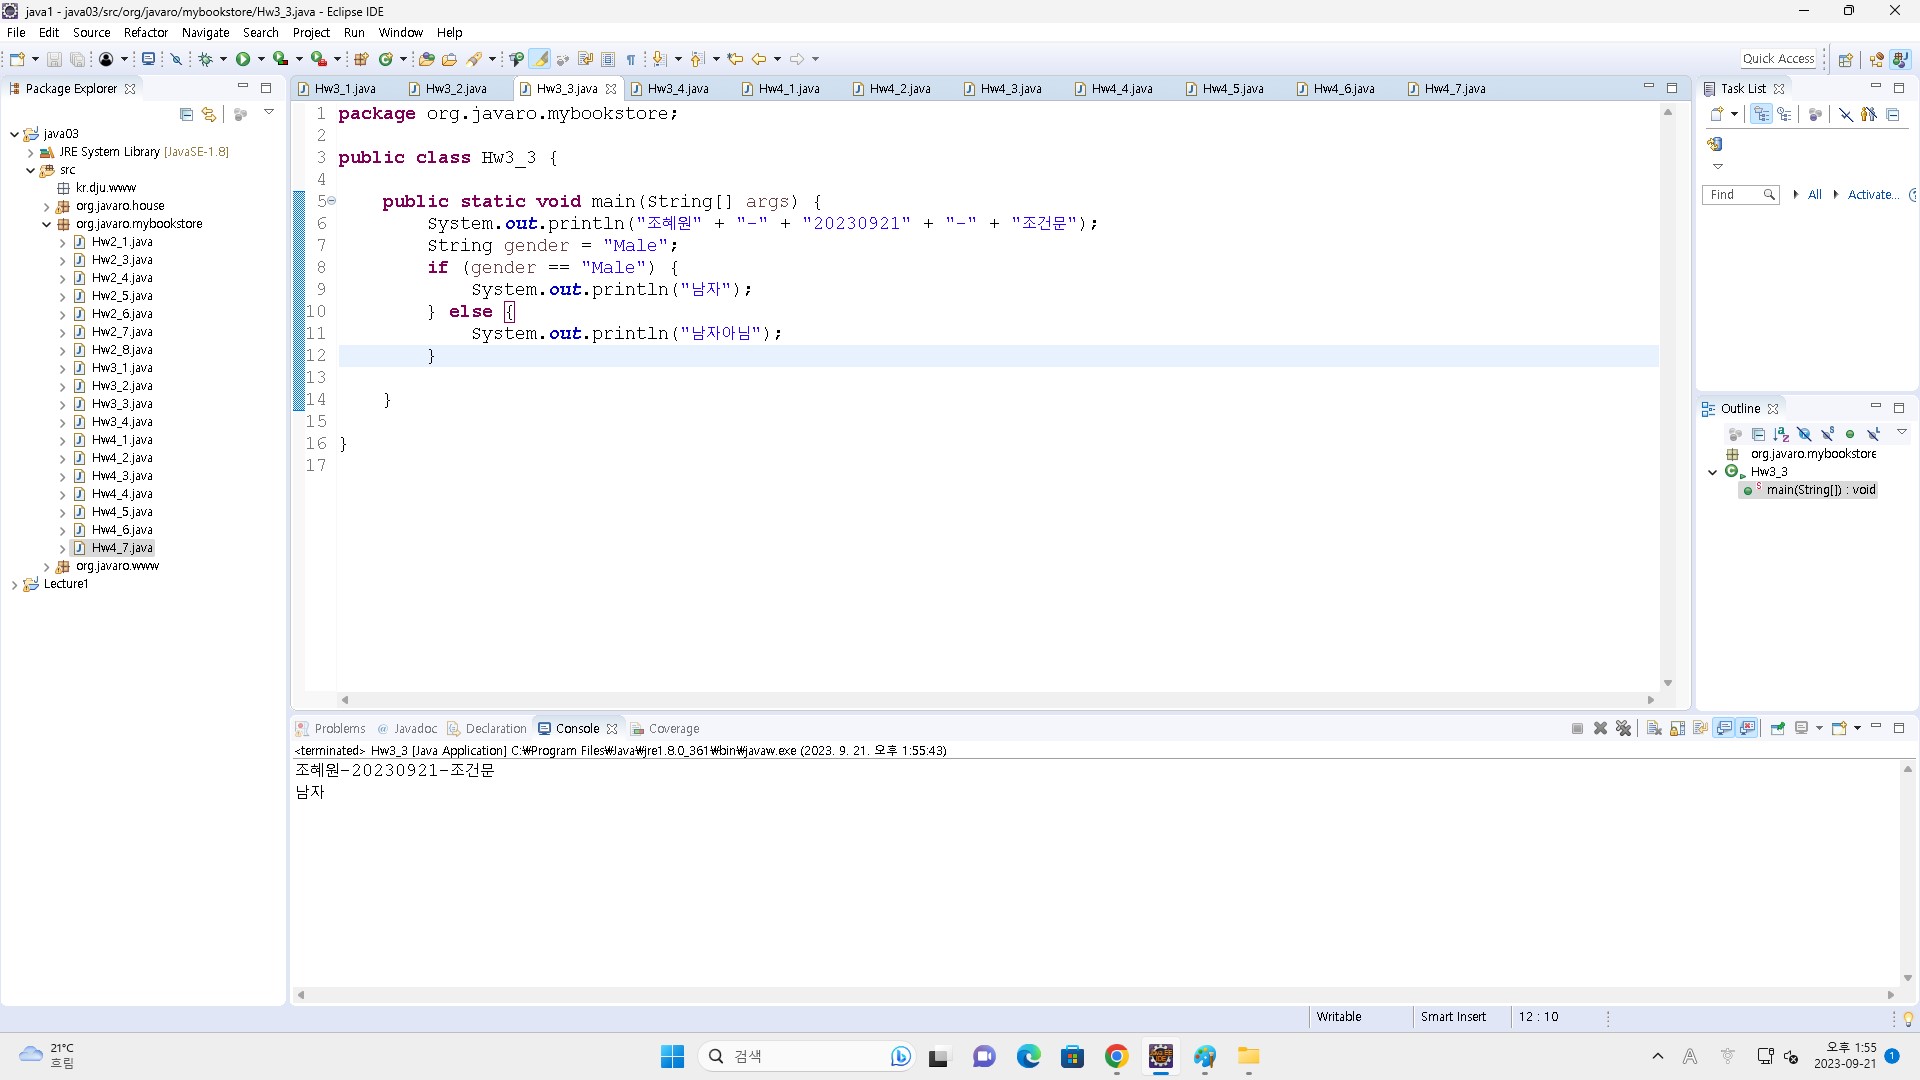 java1 - java03/src/org/javaro/mybookstore/Hw3_3.java - Eclipse IDE
File Edit Source Refactor Navigate Search Project Run Window Help
Quick Access
Package Explorer
java03
JRE System Library [JavaSE-1.8]
src
kr.dju.www
org.javaro.house
org.javaro.mybookstore
Hw2_1.java
Hw2_3.java
Hw2_4.java
Hw2_5.java
Hw2_6.java
Hw2_7.java
Hw2_8.java
Hw3_1.java
Hw3_2.java
Hw3_3.java
Hw3_4.java
Hw4_1.java
Hw4_2.java
Hw4_3.java
Hw4_4.java
Hw4_5.java
Hw4_6.java
Hw4_7.java
org.javaro.www
Lecture1
Hw3_1.java Hw3_2.java Hw3_3.java Hw3_4.java Hw4_1.java Hw4_2.java Hw4_3.java Hw4_4.java Hw4_5.java Hw4_6.java Hw4_7.java
1 package org.javaro.mybookstore;
2
3 public class Hw3_3 {
4
5 public static void main(String[] args) {
6 System.out.println("조혜원" + "-" + "20230921" + "-" + "조건문");
7 String gender = "Male";
8 if (gender == "Male") {
9 System.out.println("남자");
10 } else {
11 System.out.println("남자아님");
12 }
13
14 }
15
16 }
17
Task List
Find All Activate...
Outline
org.javaro.mybookstore
Hw3_3
main(String[]) : void
Problems Javadoc Declaration Console Coverage
<terminated> Hw3_3 [Java Application] C:₩Program Files₩Java₩jre1.8.0_361₩bin₩javaw.exe (2023. 9. 21. 오후 1:55:43)
조혜원-20230921-조건문
남자
Writable Smart Insert 12 : 10
21°C
흐림
검색
오후 1:55
2023-09-21
1